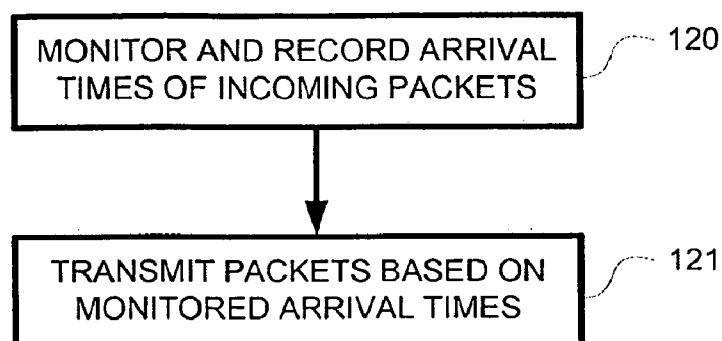 MONITOR AND RECORD ARRIVAL
TIMES OF INCOMING PACKETS
120
TRANSMIT PACKETS BASED ON
MONITORED ARRIVAL TIMES
121